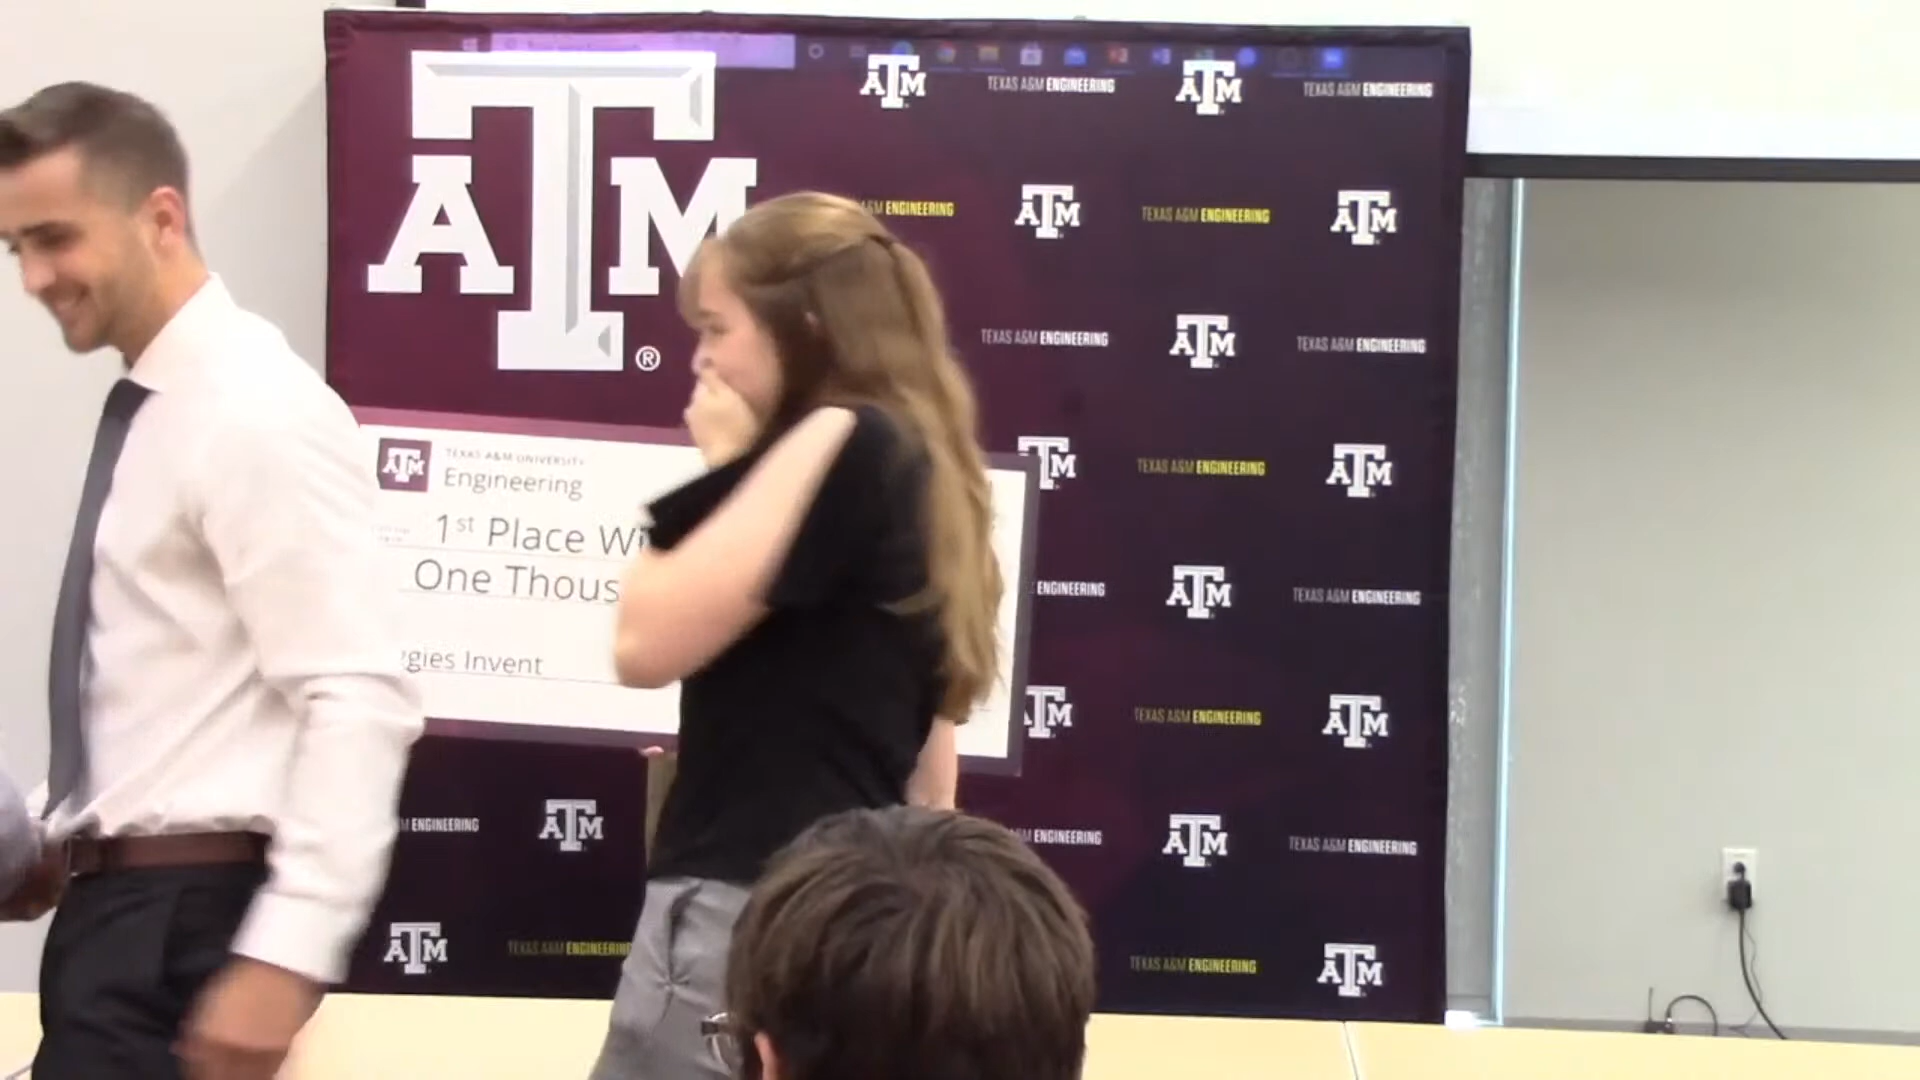 ATM TEXAS A&M ENGINEERING ATM TEXAS A&M ENGINEERING
ATM ®
A&M ENGINEERING ATM TEXAS A&M ENGINEERING ATM
TEXAS A&M ENGINEERING ATM TEXAS A&M ENGINEERING
ATM TEXAS A&M UNIVERSITY
Engineering
1st Place Wi
One Thous
gies Invent
ATM TEXAS A&M ENGINEERING ATM
ENGINEERING ATM TEXAS A&M ENGINEERING
ATM TEXAS A&M ENGINEERING ATM
M ENGINEERING ATM A&M ENGINEERING ATM TEXAS A&M ENGINEERING
ATM TEXAS A&M ENGINEERING TEXAS A&M ENGINEERING ATM